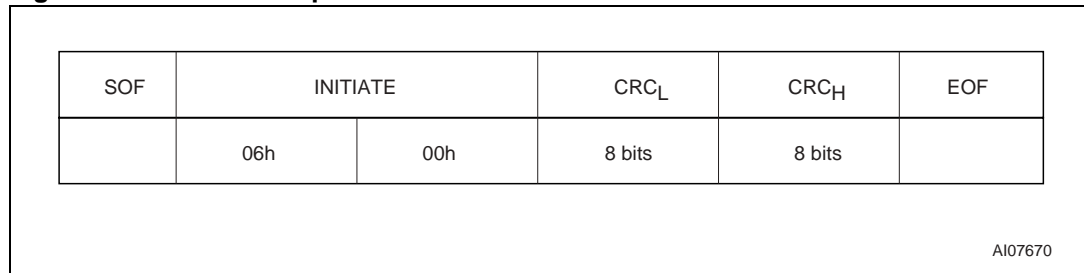 SOF INITIATE CRCL CRCH EOF
06h 00h 8 bits 8 bits
AI07670